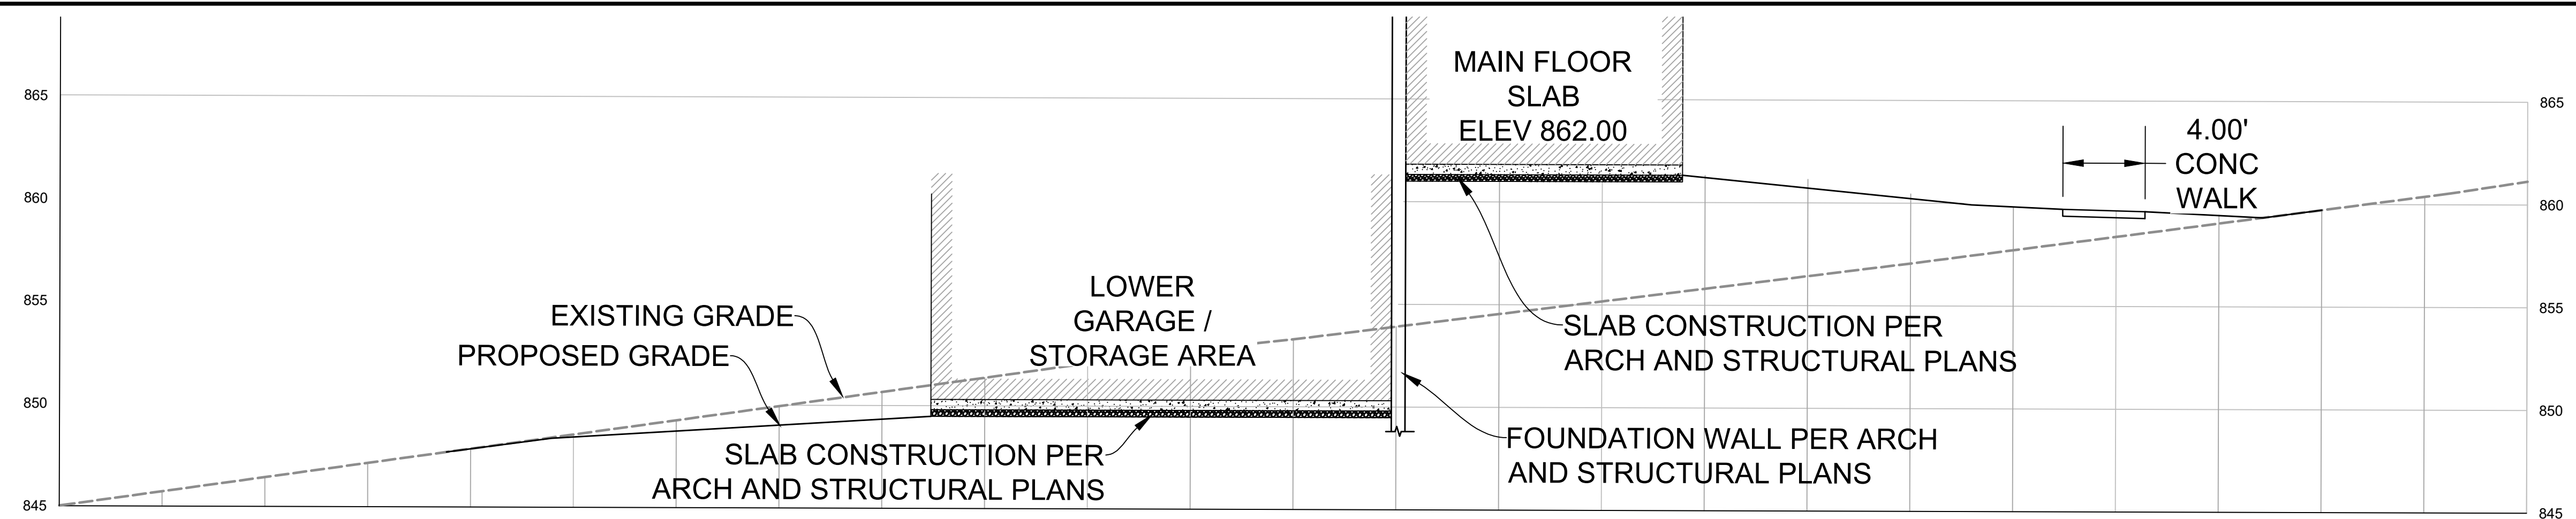 MAIN FLOOR
SLAB
ELEV 862.00
865
865
4.00'
CONC
WALK
860
860
LOWER
GARAGE /
STORAGE AREA
855
855
EXISTING GRADE
PROPOSED GRADE
SLAB CONSTRUCTION PER
ARCH AND STRUCTURAL PLANS
850
850
SLAB CONSTRUCTION PER
ARCH AND STRUCTURAL PLANS
FOUNDATION WALL PER ARCH
AND STRUCTURAL PLANS
845
845